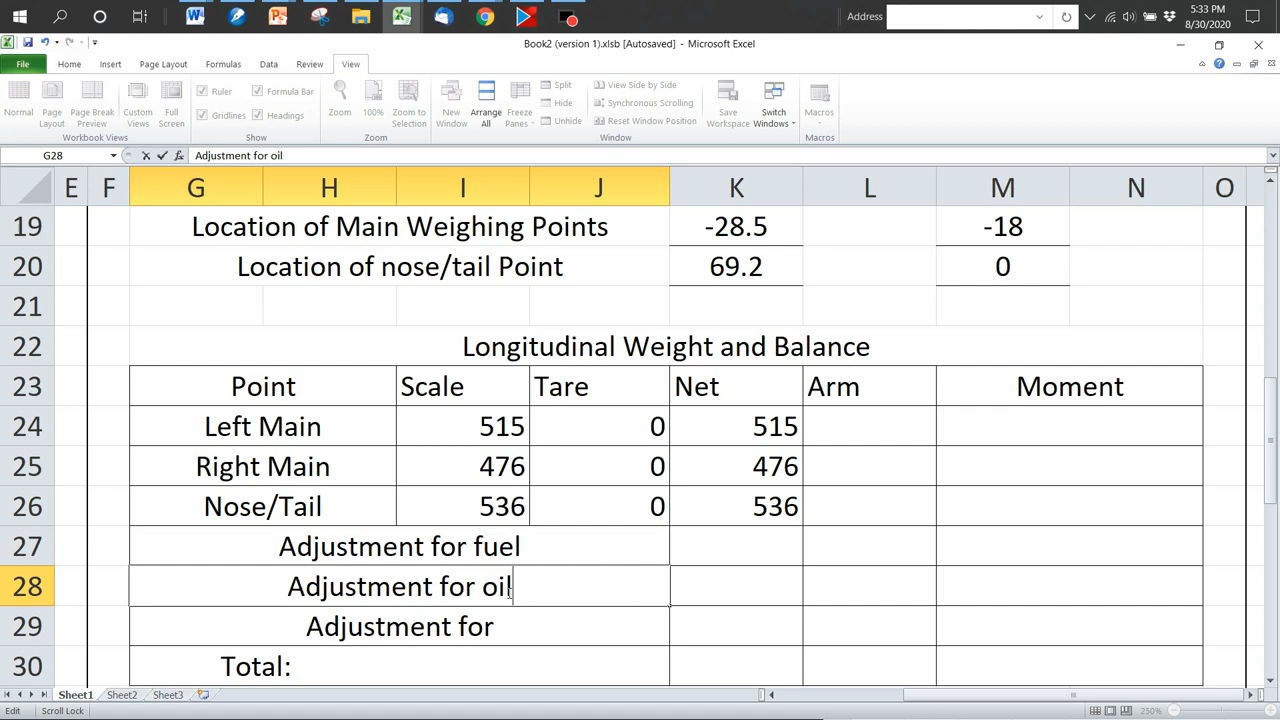 Address
5:33 PM
8/30/2020
Book2 (version 1).xlsb [Autosaved] - Microsoft Excel
File Home Insert Page Layout Formulas Data Review View
Normal
Page Layout
Page Break Preview
Custom Views
Full Screen
Workbook Views
Ruler
Formula Bar
Gridlines
Headings
Show
Zoom
100%
Zoom to Selection
Zoom
New Window
Arrange All
Freeze Panes
Split
Hide
Unhide
View Side by Side
Synchronous Scrolling
Reset Window Position
Save Workspace
Switch Windows
Window
Macros
Macros
G28 Adjustment for oil
E F G H I J K L M N O
19 Location of Main Weighing Points -28.5 -18
20 Location of nose/tail Point 69.2 0
21
22 Longitudinal Weight and Balance
23 Point Scale Tare Net Arm Moment
24 Left Main 515 0 515
25 Right Main 476 0 476
26 Nose/Tail 536 0 536
27 Adjustment for fuel
28 Adjustment for oil
29 Adjustment for
30 Total:
Sheet1 Sheet2 Sheet3
Edit Scroll Lock 250%